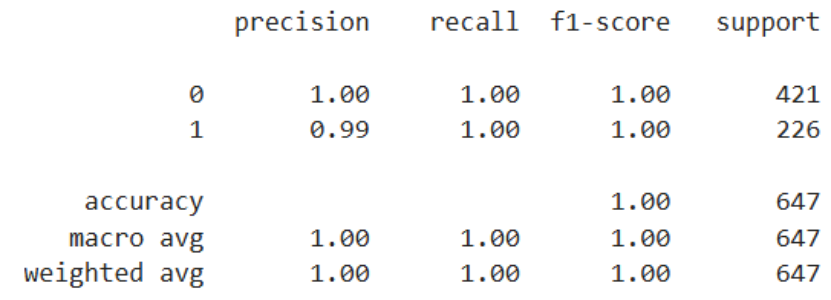 precision recall f1-score support
0 1.00 1.00 1.00 421
1 0.99 1.00 1.00 226
accuracy 1.00 647
macro avg 1.00 1.00 1.00 647
weighted avg 1.00 1.00 1.00 647